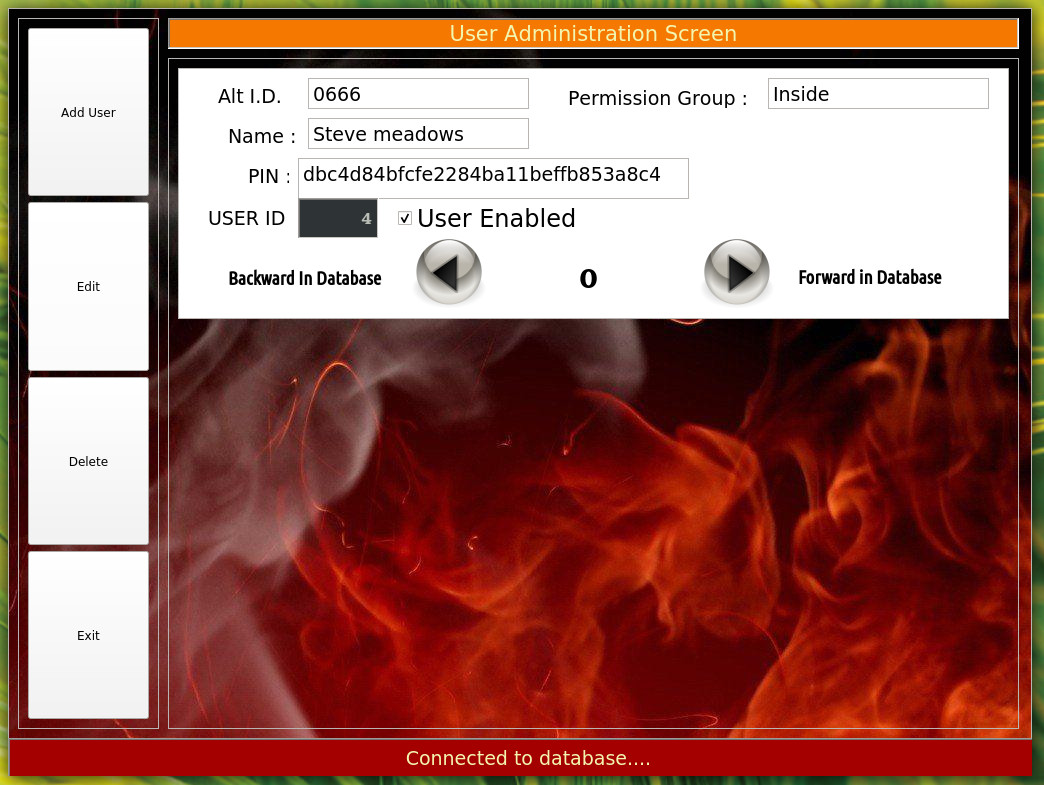 User Administration Screen
Add User
Edit
Delete
Exit
Alt I.D. 0666 Permission Group : Inside
Name : Steve meadows
PIN : dbc4d84bfcfe2284ba11beffb853a8c4
USER ID 4 User Enabled
Backward In Database 0 Forward in Database
Connected to database....